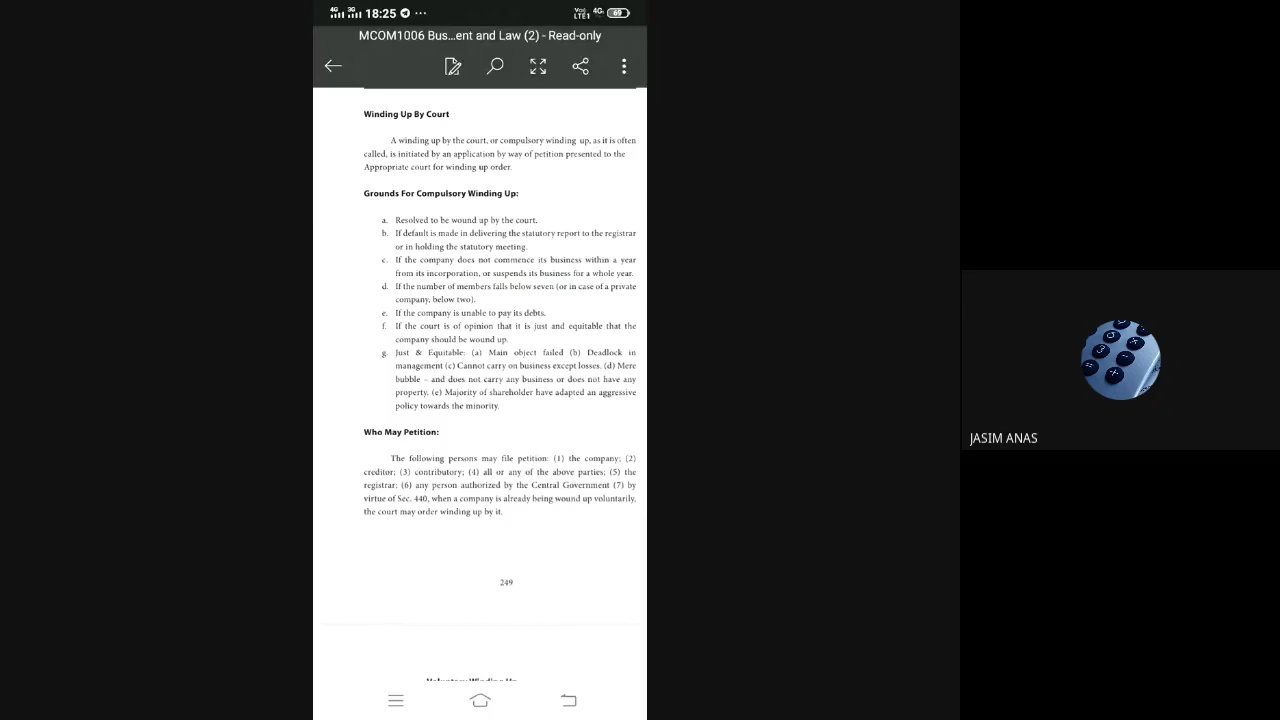 4G 3G 18:25 ... Vo) LTE1 4G 69
MCOM1006 Bus...ent and Law (2) - Read-only
Winding Up By Court
A winding up by the court, or compulsory winding up, as it is often
called, is initiated by an application by way of petition presented to the
Appropriate court for winding up order.
Grounds For Compulsory Winding Up:
a. Resolved to be wound up by the court.
b. If default is made in delivering the statutory report to the registrar
or in holding the statutory meeting.
c. If the company does not commence its business within a year
from its incorporation, or suspends its business for a whole year.
d. If the number of members falls below seven (or in case of a private
company, below two).
e. If the company is unable to pay its debts.
f. If the court is of opinion that it is just and equitable that the
company should be wound up.
g. Just & Equitable: (a) Main object failed (b) Deadlock in
management (c) Cannot carry on business except losses. (d) Mere
bubble – and does not carry any business or does not have any
property. (e) Majority of shareholder have adapted an aggressive
policy towards the minority.
Who May Petition:
The following persons may file petition: (1) the company; (2)
creditor; (3) contributory; (4) all or any of the above parties; (5) the
registrar; (6) any person authorized by the Central Government (7) by
virtue of Sec. 440, when a company is already being wound up voluntarily,
the court may order winding up by it.
249
Voluntary Winding Up
JASIM ANAS